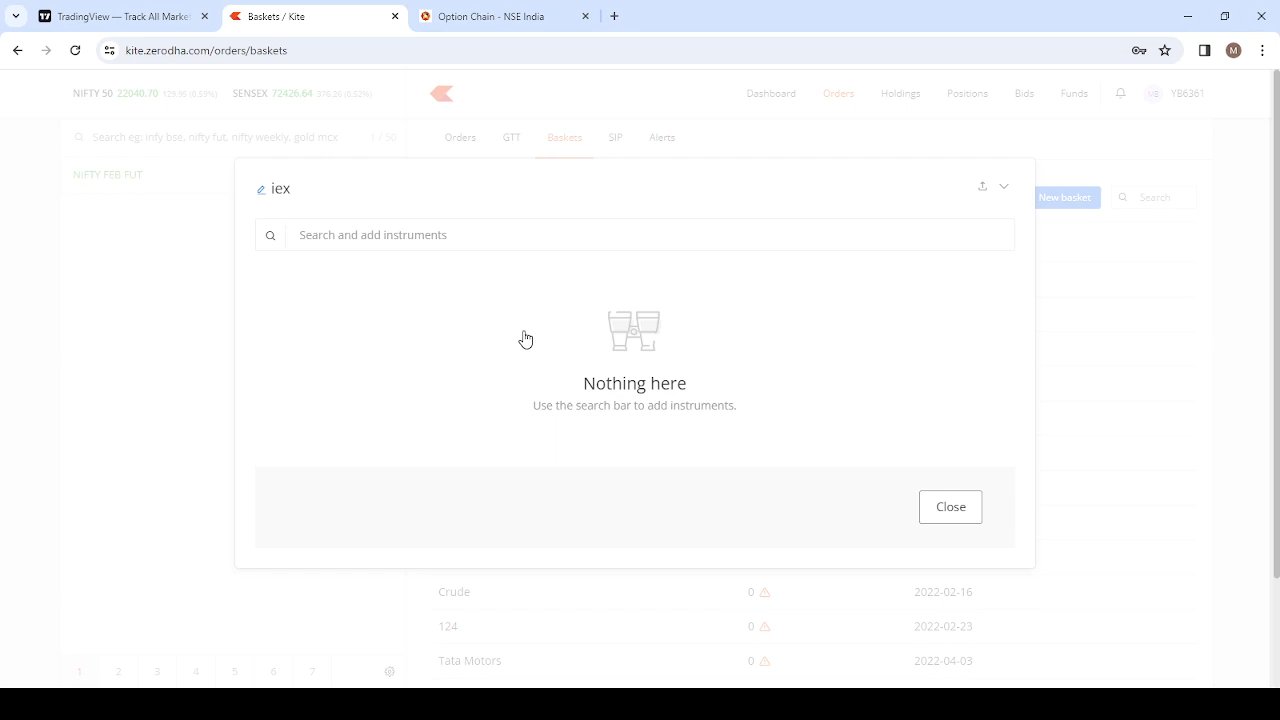 TradingView — Track All Market
Baskets / Kite
Option Chain - NSE India
kite.zerodha.com/orders/baskets
M
NIFTY 50 22040.70 129.95 (0.59%) SENSEX 72426.64 376.26 (0.52%)
Dashboard Orders Holdings Positions Bids Funds ME YB6361
Search eg: infy bse, nifty fut, nifty weekly, gold mcx 1 / 50
Orders GTT Baskets SIP Alerts
NIFTY FEB FUT
iex
New basket Search
Search and add instruments
Nothing here
Use the search bar to add instruments.
Close
Crude 0 2022-02-16
124 0 2022-02-23
Tata Motors 0 2022-04-03
1 2 3 4 5 6 7